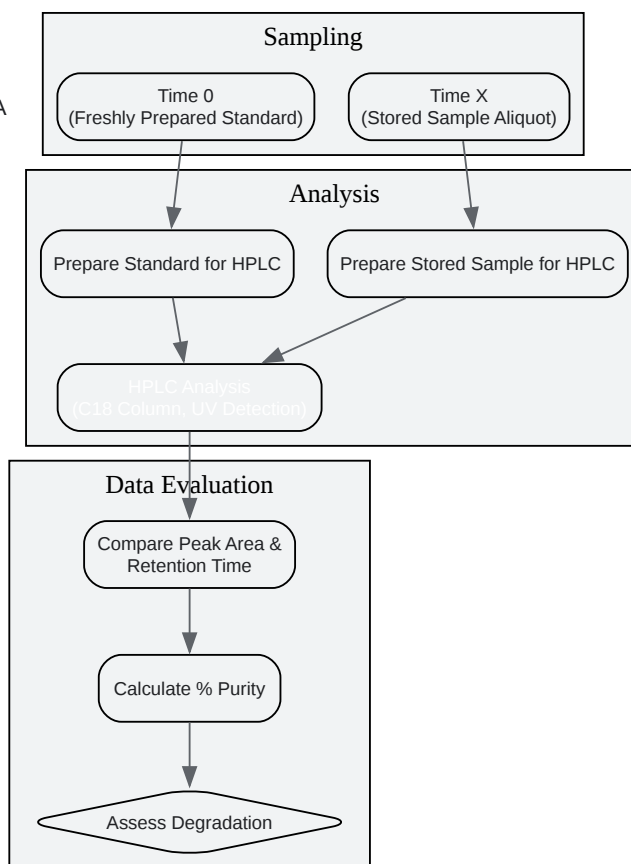 Sampling
Time 0
(Freshly Prepared Standard)
Time X
(Stored Sample Aliquot)
A
Analysis
Prepare Standard for HPLC
Prepare Stored Sample for HPLC
HPLC Analysis
(C18 Column, UV Detection)
Data Evaluation
Compare Peak Area &
Retention Time
Calculate % Purity
Assess Degradation